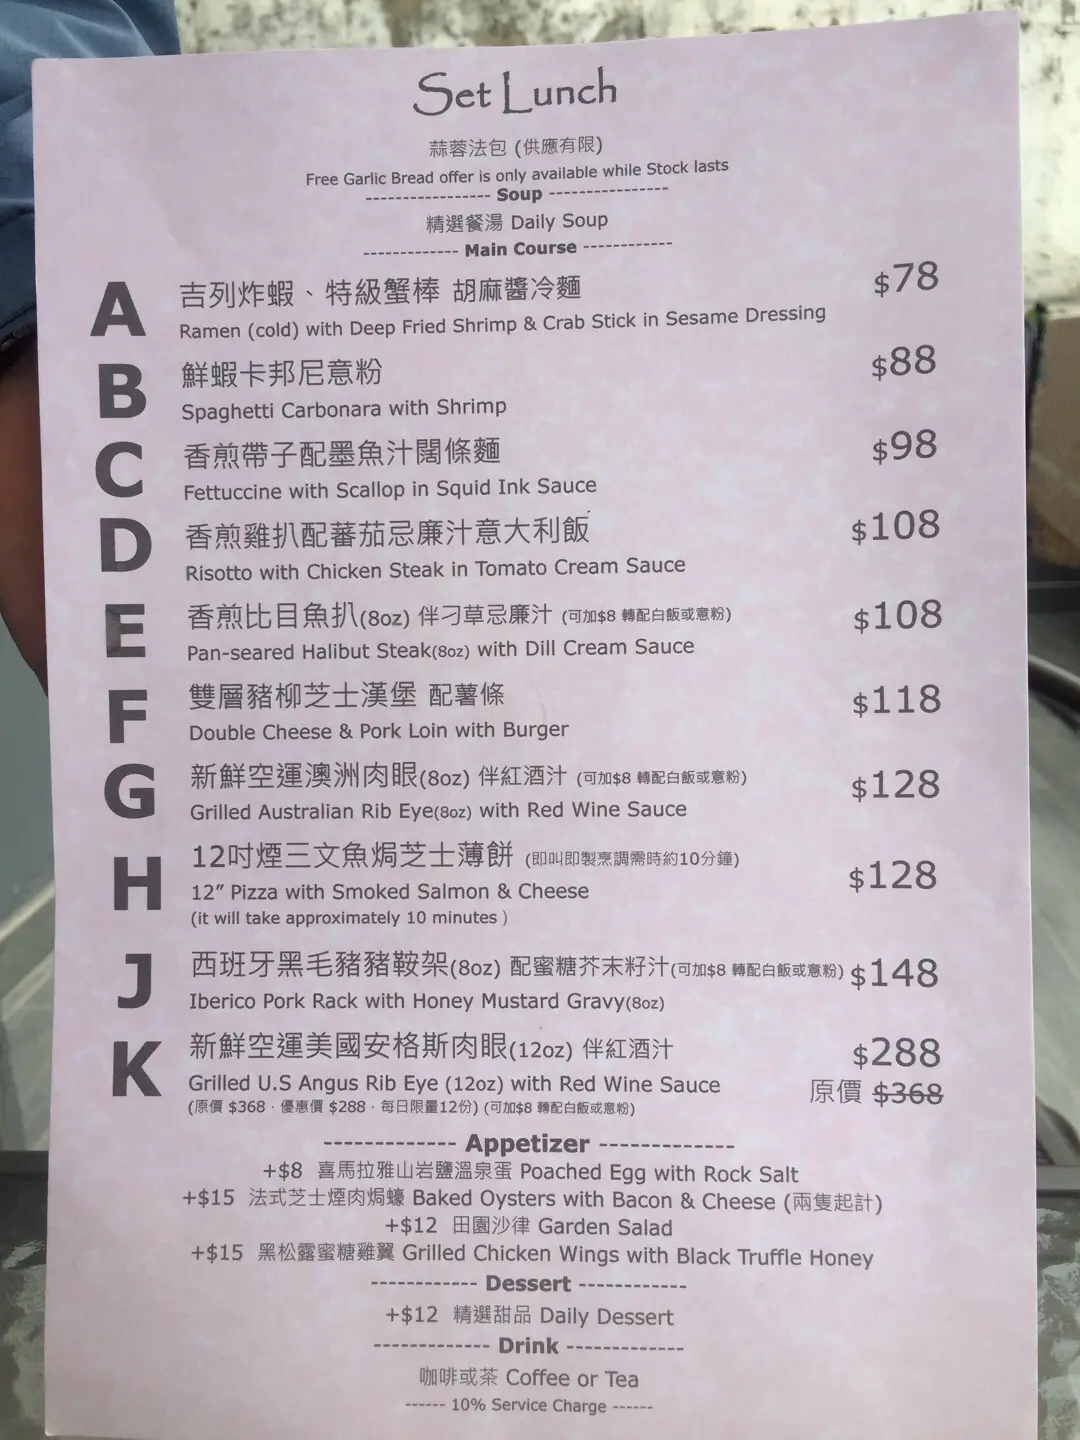 Set Lunch
蒜蓉法包 (供應有限)
Free Garlic Bread offer is only available while Stock lasts
----------------- Soup ----------------
精選餐湯 Daily Soup
------------- Main Course ------------
A 吉列炸蝦、特級蟹棒 胡麻醬冷麵 $78
Ramen (cold) with Deep Fried Shrimp & Crab Stick in Sesame Dressing
B 鮮蝦卡邦尼意粉 $88
Spaghetti Carbonara with Shrimp
C 香煎帶子配墨魚汁闊條麵 $98
Fettuccine with Scallop in Squid Ink Sauce
D 香煎雞扒配蕃茄忌廉汁意大利飯 $108
Risotto with Chicken Steak in Tomato Cream Sauce
E 香煎比目魚扒(8oz) 伴刁草忌廉汁 (可加$8 轉配白飯或意粉) $108
Pan-seared Halibut Steak(8oz) with Dill Cream Sauce
F 雙層豬柳芝士漢堡 配薯條 $118
Double Cheese & Pork Loin with Burger
G 新鮮空運澳洲肉眼(8oz) 伴紅酒汁 (可加$8 轉配白飯或意粉) $128
Grilled Australian Rib Eye(8oz) with Red Wine Sauce
H 12吋煙三文魚焗芝士薄餅 (即叫即製烹調需時約10分鐘) $128
12” Pizza with Smoked Salmon & Cheese
(it will take approximately 10 minutes )
J 西班牙黑毛豬豬鞍架(8oz) 配蜜糖芥末籽汁(可加$8 轉配白飯或意粉) $148
Iberico Pork Rack with Honey Mustard Gravy(8oz)
K 新鮮空運美國安格斯肉眼(12oz) 伴紅酒汁 $288
Grilled U.S Angus Rib Eye (12oz) with Red Wine Sauce 原價 $368
(原價 $368 · 優惠價 $288 · 每日限量12份) (可加$8 轉配白飯或意粉)
------------- Appetizer -------------
+$8 喜馬拉雅山岩鹽溫泉蛋 Poached Egg with Rock Salt
+$15 法式芝士煙肉焗蠔 Baked Oysters with Bacon & Cheese (兩隻起計)
+$12 田園沙律 Garden Salad
+$15 黑松露蜜糖雞翼 Grilled Chicken Wings with Black Truffle Honey
------------ Dessert ------------
+$12 精選甜品 Daily Dessert
------------- Drink -------------
咖啡或茶 Coffee or Tea
------ 10% Service Charge ------